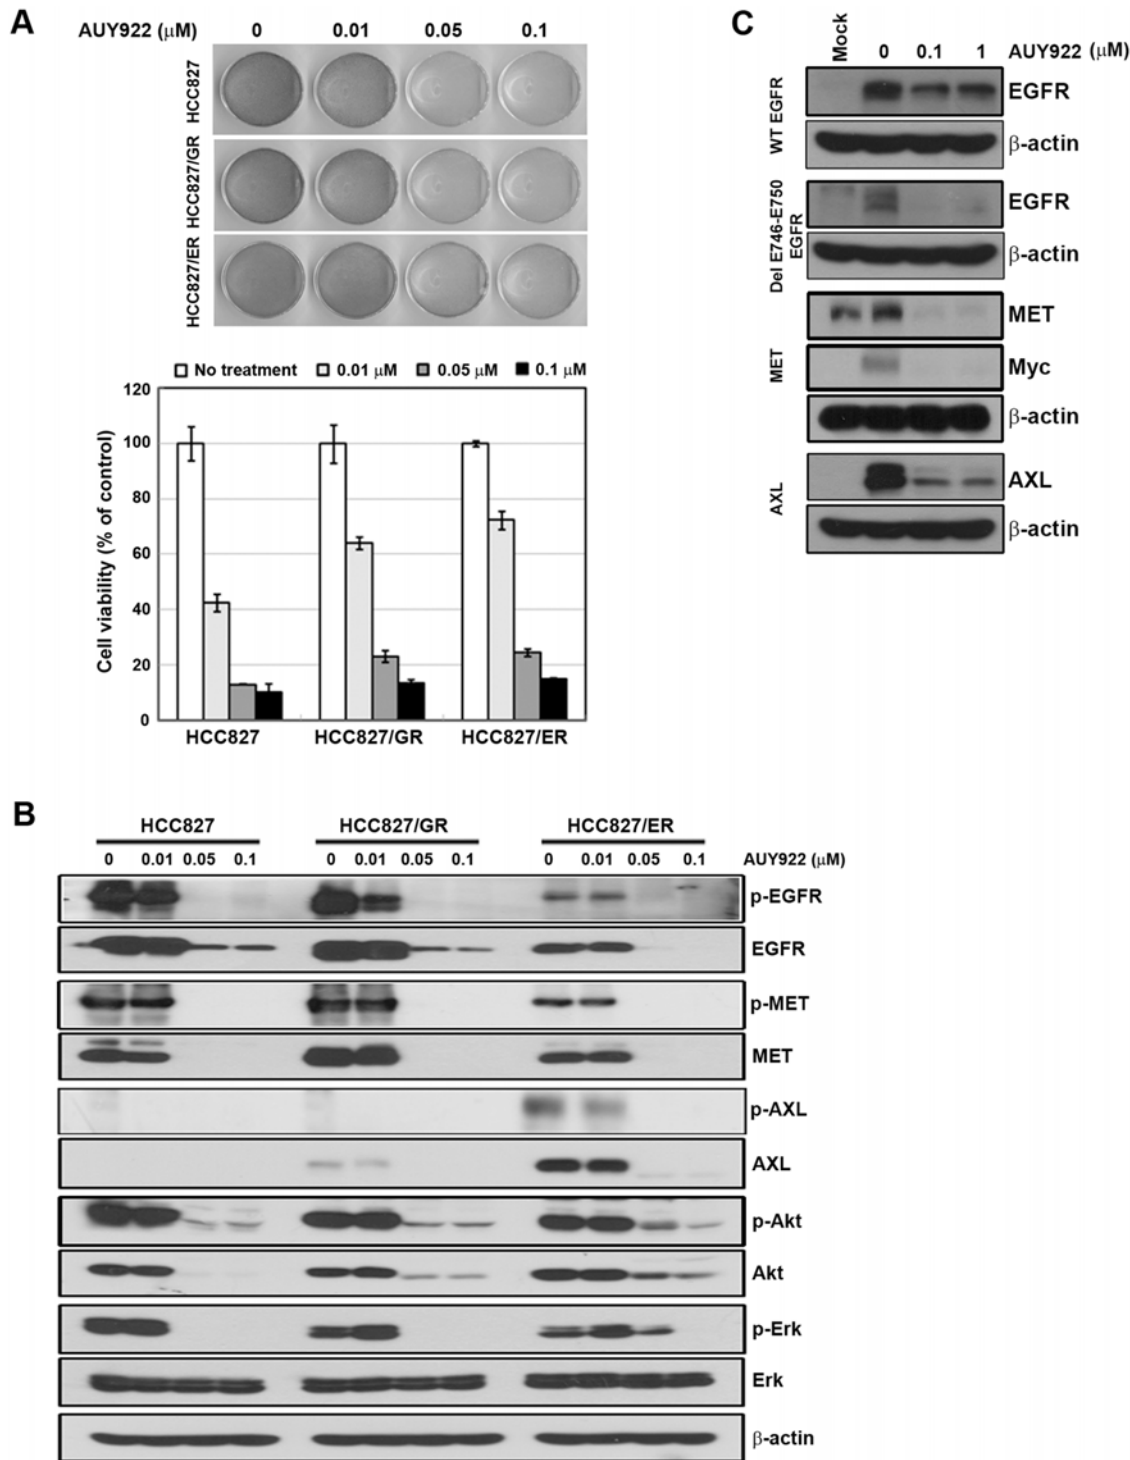 A
AUY922 (μM) 0 0.01 0.05 0.1
HCC827
HCC827/GR
HCC827/ER
No treatment 0.01 μM 0.05 μM 0.1 μM
Cell viability (% of control)
120
100
80
60
40
20
0
HCC827 HCC827/GR HCC827/ER
C
Mock 0 0.1 1 AUY922 (μM)
WT EGFR
EGFR
β-actin
Del E746-E750
EGFR
EGFR
β-actin
MET
MET
Myc
β-actin
AXL
AXL
β-actin
B
HCC827 HCC827/GR HCC827/ER
0 0.01 0.05 0.1 0 0.01 0.05 0.1 0 0.01 0.05 0.1 AUY922 (μM)
p-EGFR
EGFR
p-MET
MET
p-AXL
AXL
p-Akt
Akt
p-Erk
Erk
β-actin